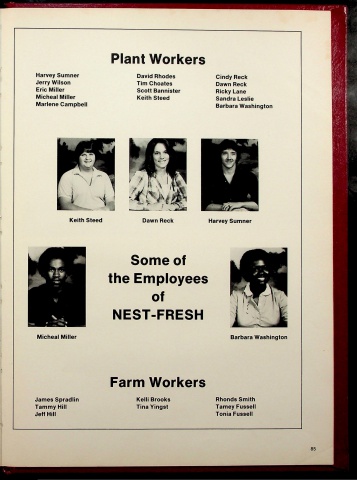 Plant Workers
Harvey Sumner
Jerry Wilson
Eric Miller
Micheal Miller
Marlene Campbell
David Rhodes
Tim Choates
Scott Bannister
Keith Steed
Cindy Reck
Dawn Reck
Ricky Lane
Sandra Leslie
Barbara Washington
Keith Steed
Dawn Reck
Harvey Sumner
Some of
the Employees
of
NEST-FRESH
Micheal Miller
Barbara Washington
Farm Workers
James Spradlin
Tammy Hill
Jeff Hill
Kelli Brooks
Tina Yingst
Rhonds Smith
Tamey Fussell
Tonia Fussell